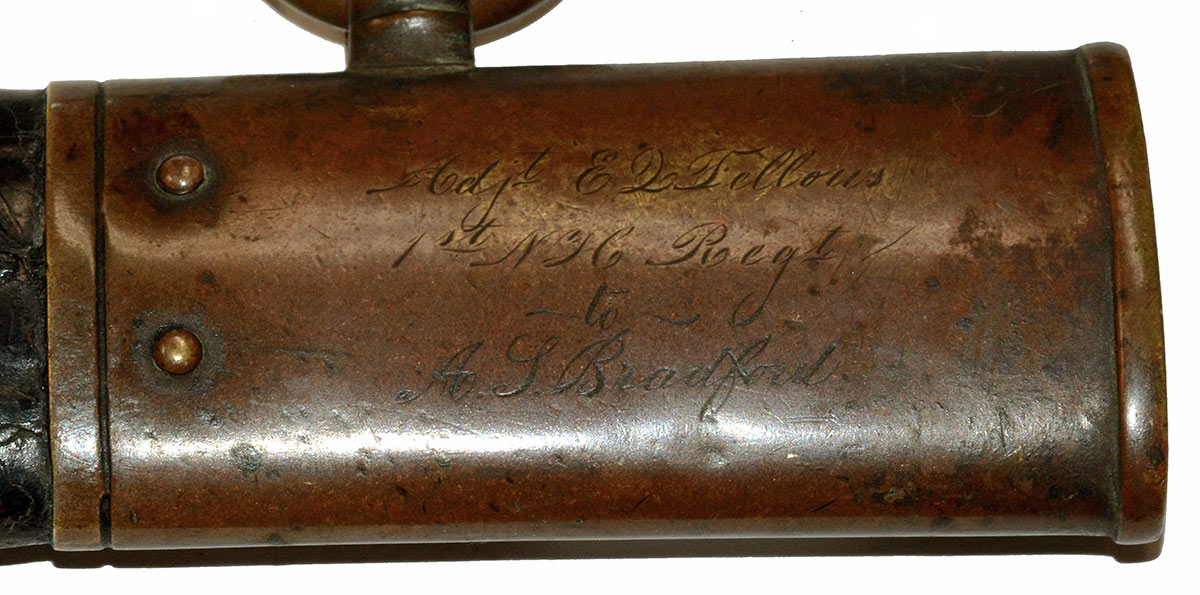 Adjt E Q Fellows
1st NH Regt
to
A. S. Bradford.